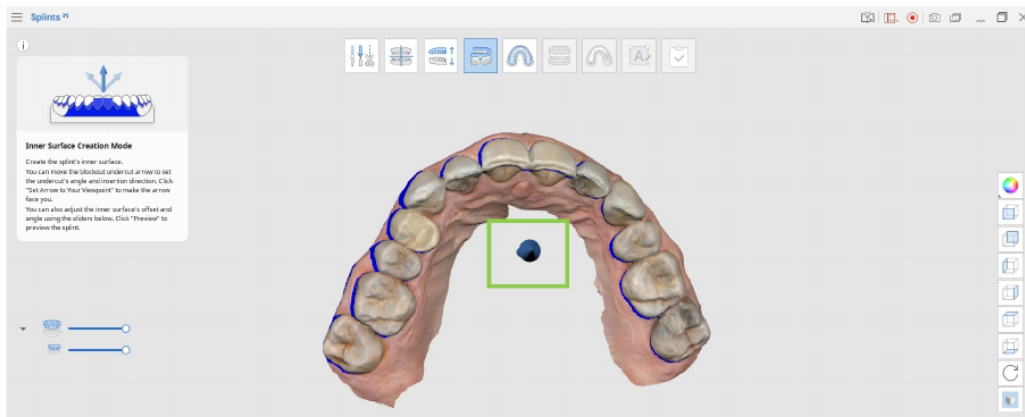 Splints
Inner Surface Creation Mode
Create the splint's inner surface.
You can move the blockout undercut arrow to set
the undercut's angle and insertion direction. Click
"Set Arrow to Your Viewpoint" to make the arrow
face you.
You can also adjust the inner surface's offset and
angle using the sliders below. Click "Preview" to
preview the splint.